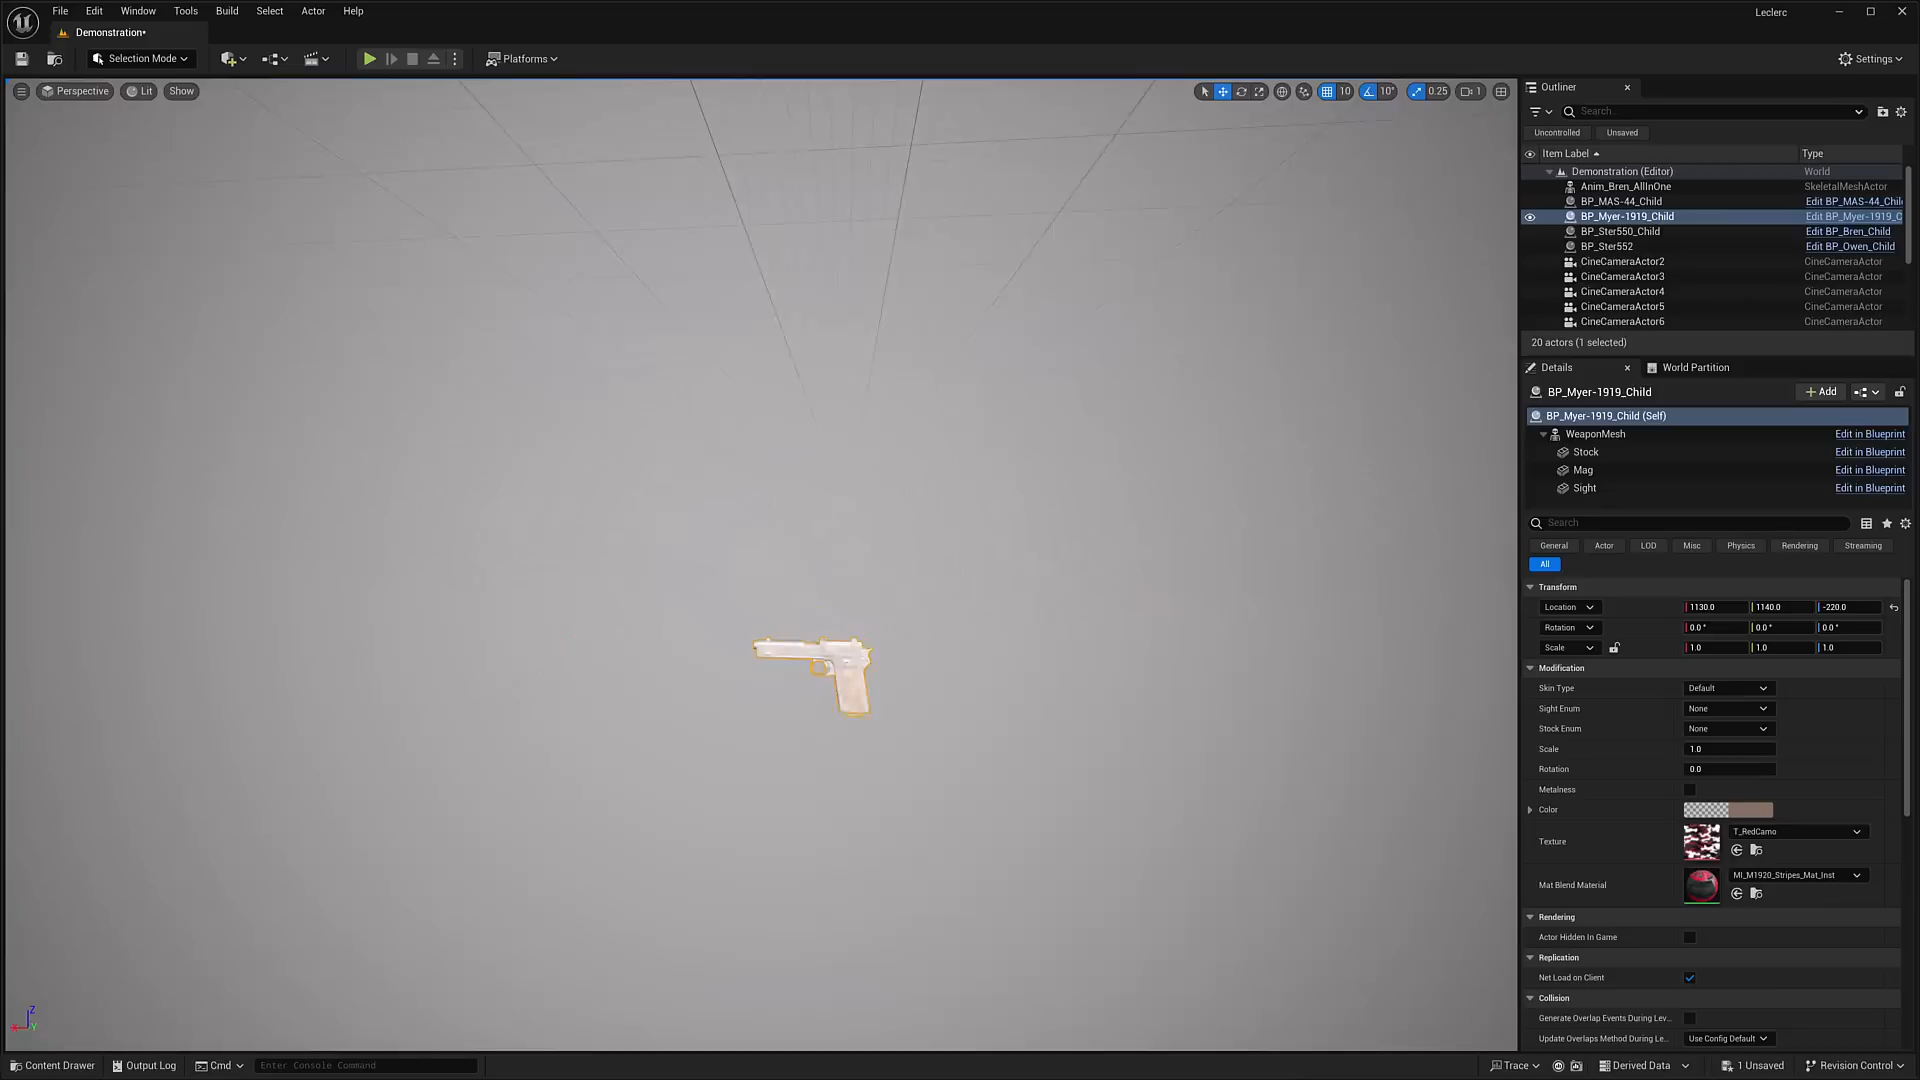 File Edit Window Tools Build Select Actor Help
Leclerc
Demonstration*
Selection Mode
Platforms
Settings
Perspective Lit Show
10 10° 0.25 1
Outliner
Search...
Uncontrolled Unsaved
Item Label Type
Demonstration (Editor) World
Anim_Bren_AllInOne SkeletalMeshActor
BP_MAS-44_Child Edit BP_MAS-44_Chil
BP_Myer-1919_Child Edit BP_Myer-1919_C
BP_Ster550_Child Edit BP_Bren_Child
BP_Ster552 Edit BP_Owen_Child
CineCameraActor2 CineCameraActor
CineCameraActor3 CineCameraActor
CineCameraActor4 CineCameraActor
CineCameraActor5 CineCameraActor
CineCameraActor6 CineCameraActor
20 actors (1 selected)
Details World Partition
BP_Myer-1919_Child Add
BP_Myer-1919_Child (Self)
WeaponMesh Edit in Blueprint
Stock Edit in Blueprint
Mag Edit in Blueprint
Sight Edit in Blueprint
Search
General Actor LOD Misc Physics Rendering Streaming
All
Transform
Location 1130.0 1140.0 -220.0
Rotation 0.0° 0.0° 0.0°
Scale 1.0 1.0 1.0
Modification
Skin Type Default
Sight Enum None
Stock Enum None
Scale 1.0
Rotation 0.0
Metalness
Color
Texture T_RedCamo
Mat Blend Material MI_M1920_Stripes_Mat_Inst
Rendering
Actor Hidden In Game
Replication
Net Load on Client
Collision
Generate Overlap Events During Lev...
Update Overlaps Method During Le... Use Config Default
Z
X Y
Content Drawer Output Log Cmd Enter Console Command
Trace Derived Data 1 Unsaved Revision Control